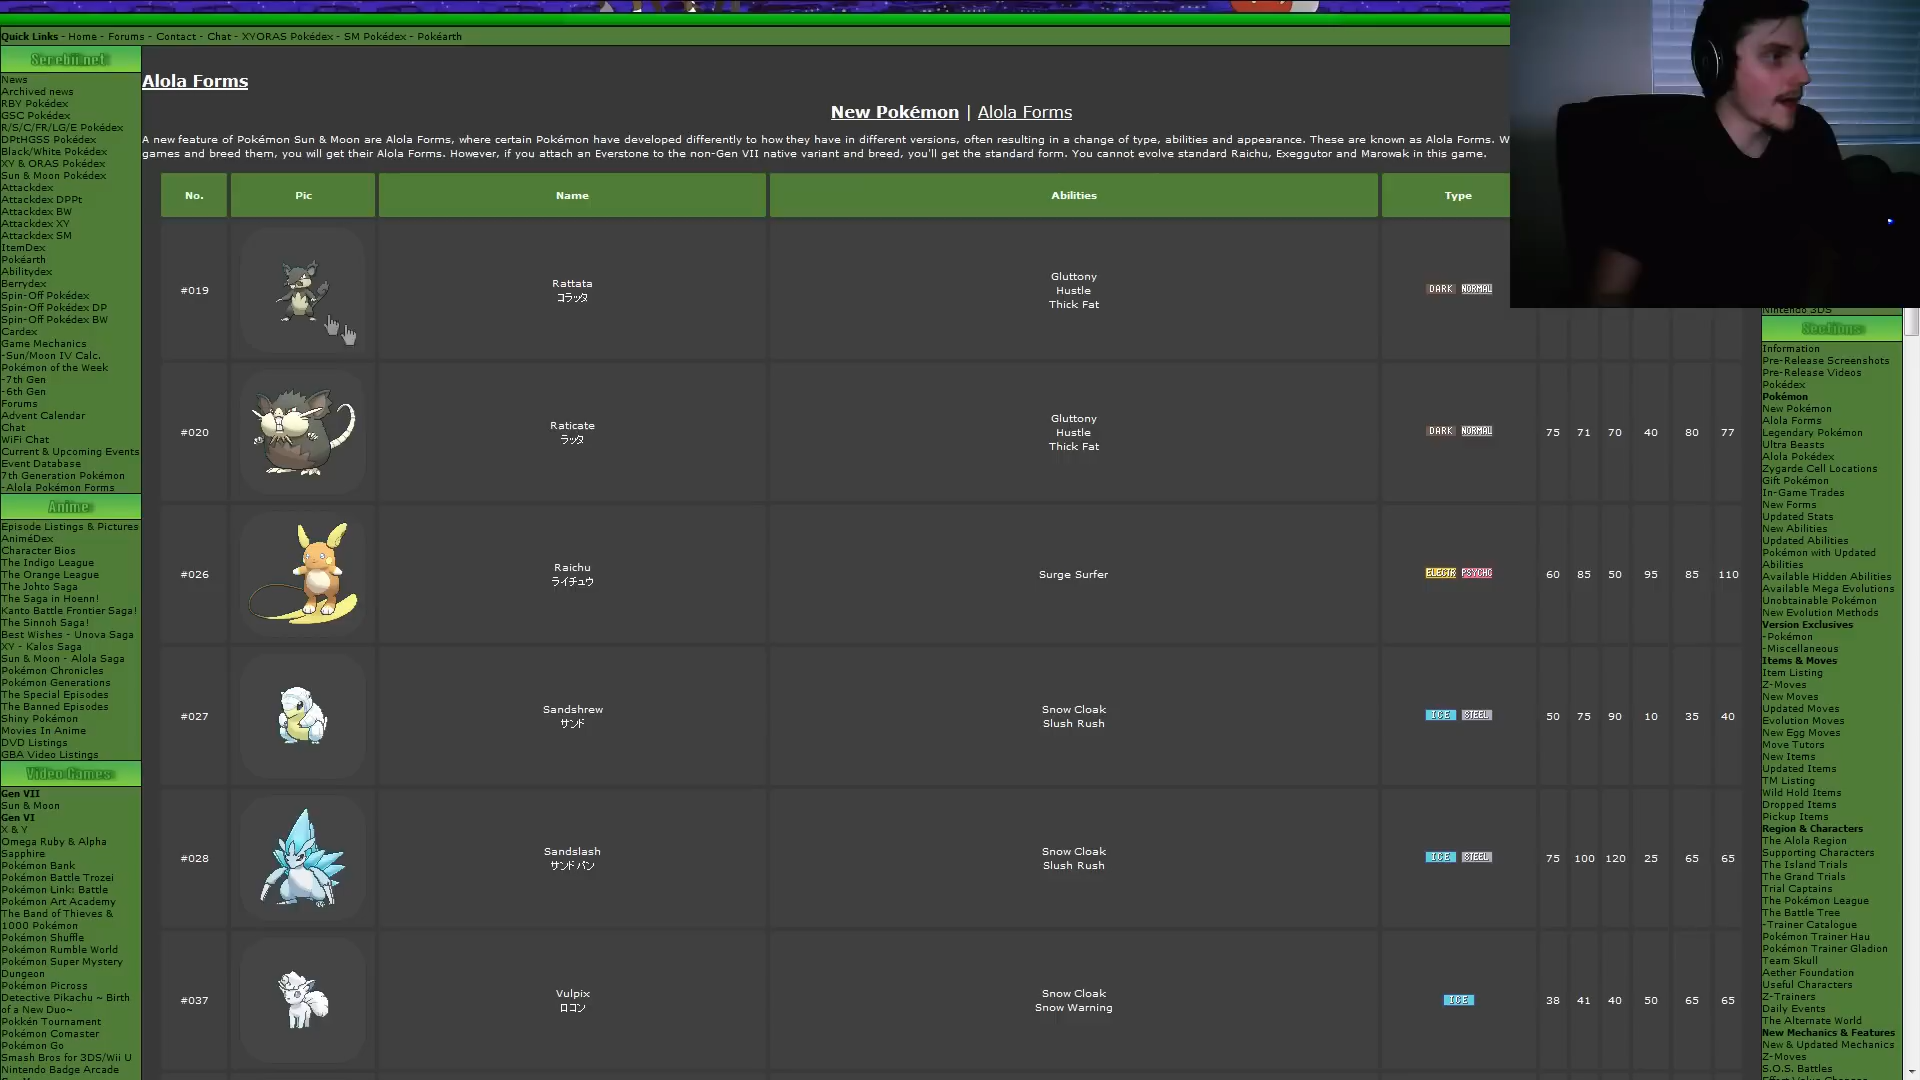 Quick Links - Home - Forums - Contact - Chat - XYORAS Pokédex - SM Pokédex - Pokéarth
Serebii.net
News
Archived news
RBY Pokédex
GSC Pokédex
R/S/C/FR/LG/E Pokédex
DPtHGSS Pokédex
Black/White Pokédex
XY & ORAS Pokédex
Sun & Moon Pokédex
Attackdex
Attackdex DPPt
Attackdex BW
Attackdex XY
Attackdex SM
ItemDex
Pokéarth
Abilitydex
Berrydex
Spin-Off Pokédex
Spin-Off Pokédex DP
Spin-Off Pokédex BW
Cardex
Game Mechanics
-Sun/Moon IV Calc.
Pokémon of the Week
-7th Gen
-6th Gen
Forums
Advent Calendar
Chat
WiFi Chat
Current & Upcoming Events
Event Database
7th Generation Pokémon
-Alola Pokémon Forms
Anime
Episode Listings & Pictures
AniméDex
Character Bios
The Indigo League
The Orange League
The Johto Saga
The Saga in Hoenn!
Kanto Battle Frontier Saga!
The Sinnoh Saga!
Best Wishes - Unova Saga
XY - Kalos Saga
Sun & Moon - Alola Saga
Pokémon Chronicles
Pokémon Generations
The Special Episodes
The Banned Episodes
Shiny Pokémon
Movies In Anime
DVD Listings
GBA Video Listings
Video Games
Gen VII
Sun & Moon
Gen VI
X & Y
Omega Ruby & Alpha
Sapphire
Pokémon Bank
Pokémon Battle Trozei
Pokémon Link: Battle
Pokémon Art Academy
The Band of Thieves &
1000 Pokémon
Pokémon Shuffle
Pokémon Rumble World
Pokémon Super Mystery
Dungeon
Pokémon Picross
Detective Pikachu ~ Birth
of a New Duo~
Pokkén Tournament
Pokémon Comaster
Pokémon Go
Smash Bros for 3DS/Wii U
Nintendo Badge Arcade
Alola Forms
New Pokémon | Alola Forms
A new feature of Pokémon Sun & Moon are Alola Forms, where certain Pokémon have developed differently to how they have in different versions, often resulting in a change of type, abilities and appearance. These are known as Alola Forms. W
games and breed them, you will get their Alola Forms. However, if you attach an Everstone to the non-Gen VII native variant and breed, you'll get the standard form. You cannot evolve standard Raichu, Exeggutor and Marowak in this game.
No. Pic Name Abilities Type
#019 Rattata コラッタ Gluttony Hustle Thick Fat DARK NORMAL
#020 Raticate ラッタ Gluttony Hustle Thick Fat DARK NORMAL 75 71 70 40 80 77
#026 Raichu ライチュウ Surge Surfer ELECTR PSYCHC 60 85 50 95 85 110
#027 Sandshrew サンド Snow Cloak Slush Rush ICE STEEL 50 75 90 10 35 40
#028 Sandslash サンドパン Snow Cloak Slush Rush ICE STEEL 75 100 120 25 65 65
#037 Vulpix ロコン Snow Cloak Snow Warning ICE 38 41 40 50 65 65
Nintendo 3DS
Sections
Information
Pre-Release Screenshots
Pre-Release Videos
Pokédex
Pokémon
New Pokémon
Alola Forms
Legendary Pokémon
Ultra Beasts
Alola Pokédex
Zygarde Cell Locations
Gift Pokémon
In-Game Trades
New Forms
Updated Stats
New Abilities
Updated Abilities
Pokémon with Updated
Abilities
Available Hidden Abilities
Available Mega Evolutions
Unobtainable Pokémon
New Evolution Methods
Version Exclusives
-Pokémon
-Miscellaneous
Items & Moves
Item Listing
Z-Moves
New Moves
Updated Moves
Evolution Moves
New Egg Moves
Move Tutors
New Items
Updated Items
TM Listing
Wild Hold Items
Dropped Items
Pickup Items
Region & Characters
The Alola Region
Supporting Characters
The Island Trials
The Grand Trials
Trial Captains
The Pokémon League
The Battle Tree
-Trainer Catalogue
Pokémon Trainer Hau
Pokémon Trainer Gladion
Team Skull
Aether Foundation
Useful Characters
Z-Trainers
Daily Events
The Alternate World
New Mechanics & Features
New & Updated Mechanics
Z-Moves
S.O.S. Battles